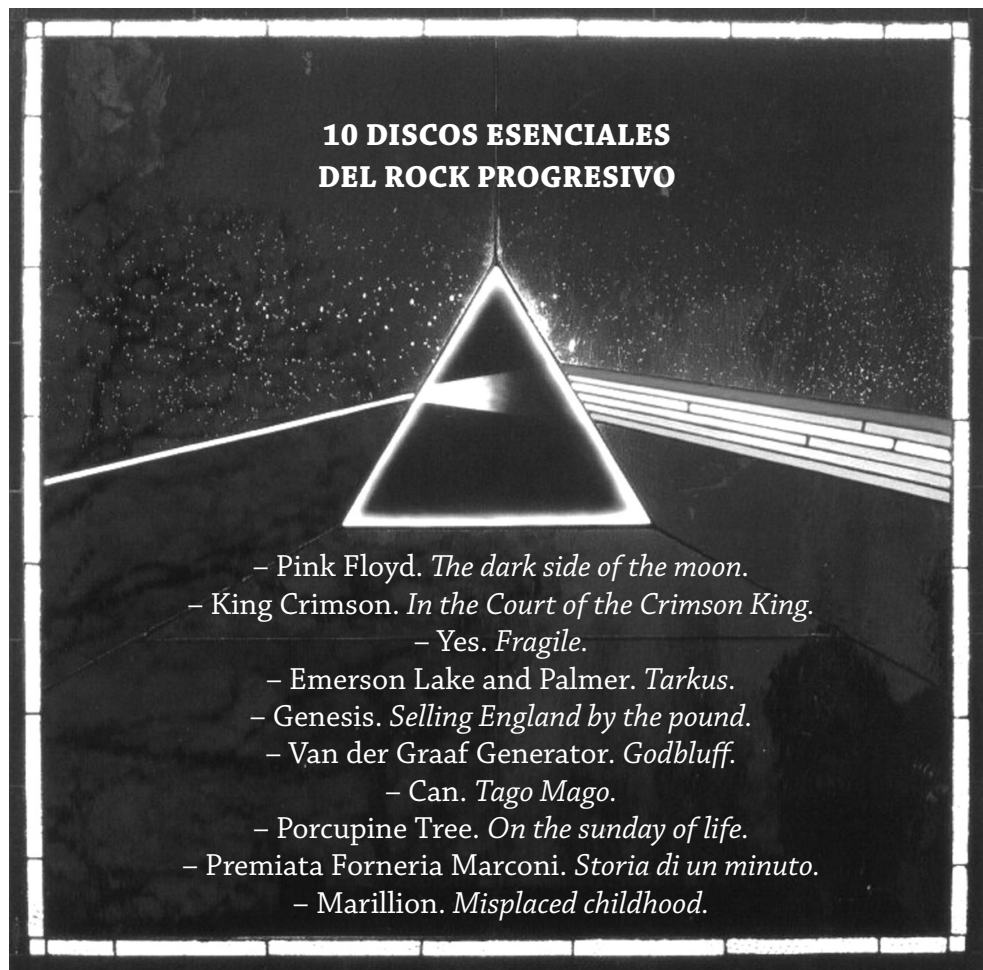 10 DISCOS ESENCIALES
DEL ROCK PROGRESIVO
– Pink Floyd. The dark side of the moon.
– King Crimson. In the Court of the Crimson King.
– Yes. Fragile.
– Emerson Lake and Palmer. Tarkus.
– Genesis. Selling England by the pound.
– Van der Graaf Generator. Godbluff.
– Can. Tago Mago.
– Porcupine Tree. On the sunday of life.
– Premiata Forneria Marconi. Storia di un minuto.
– Marillion. Misplaced childhood.